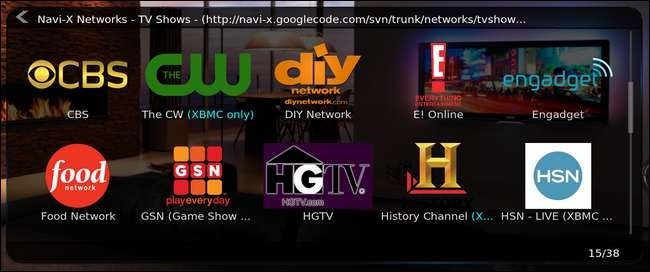 Navi-X Networks - TV Shows - (http://navi-x.googlecode.com/svn/trunk/networks/tvshow...
CBS
THE CW
diy network
diynetwork.com
E!
EVERYTHING
ENTERTAINMENT
engadget
CBS
The CW (XBMC only)
DIY Network
E! Online
Engadget
food
network
GSN
playeveryday
HGTV
HGTV.com
H
HSN
Food Network
GSN (Game Show ...
HGTV
History Channel (X...
HSN - LIVE (XBMC ...
15/38